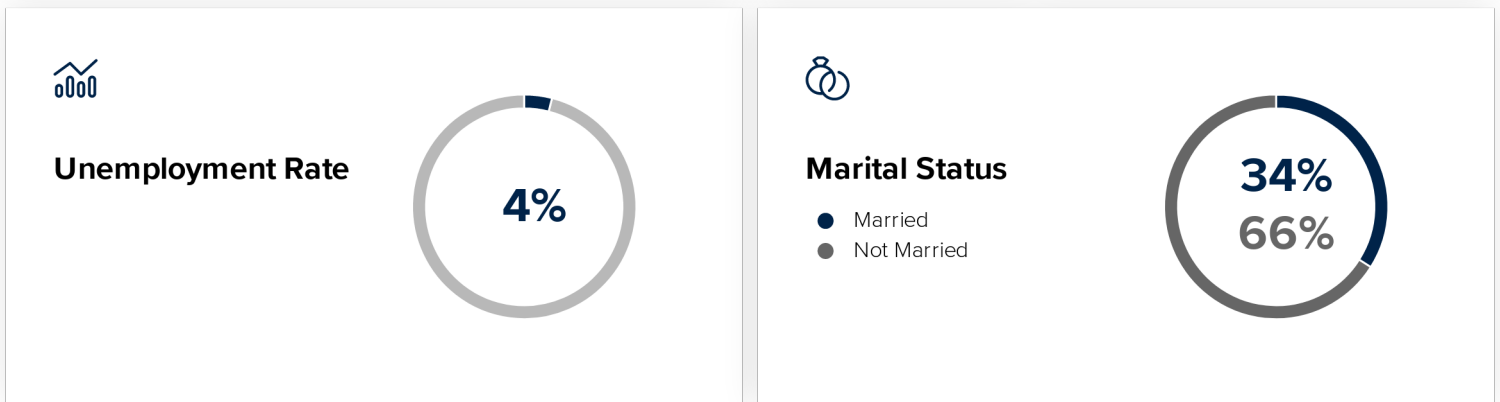 Unemployment Rate
4%
Marital Status
Married
Not Married
34%
66%